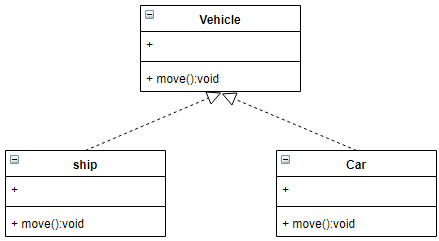 Vehicle
+
+ move():void
ship
+
+ move():void
Car
+
+ move():void